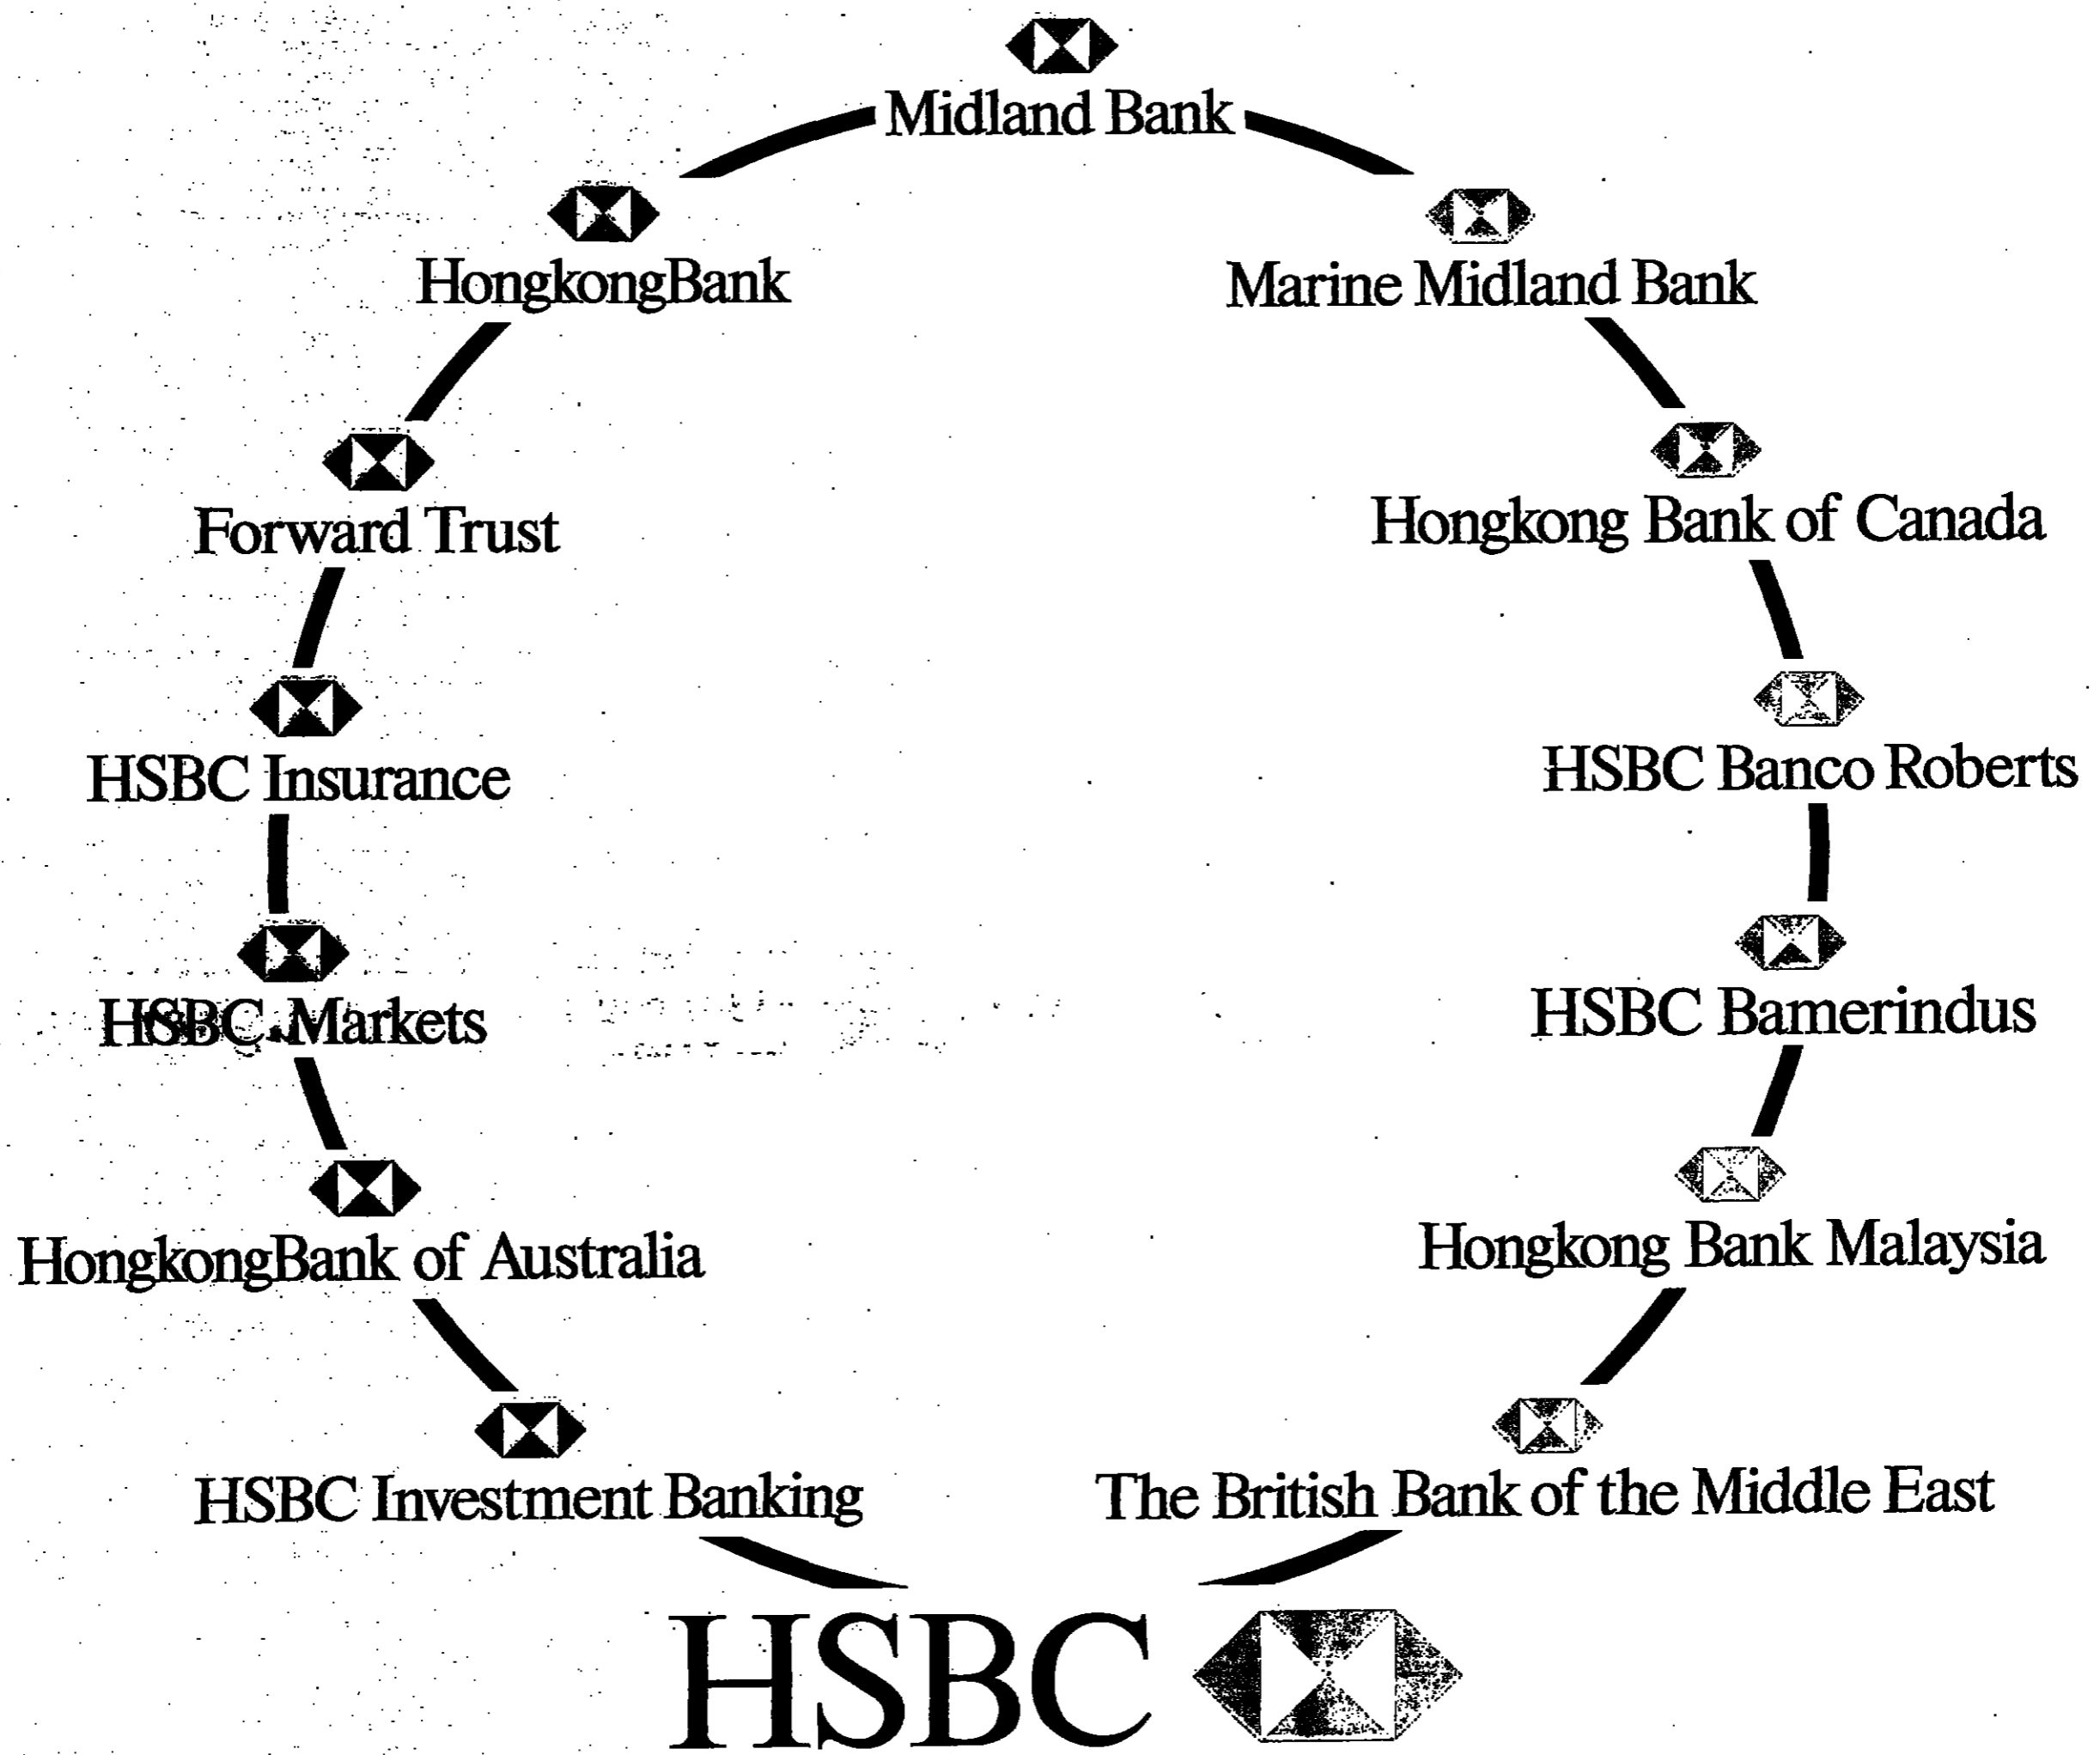 Midland Bank
HongkongBank
Marine Midland Bank
Forward Trust
Hongkong Bank of Canada
HSBC Insurance
HSBC Banco Roberts
HSBC Markets
HSBC Bamerindus
HongkongBank of Australia
Hongkong Bank Malaysia
HSBC Investment Banking
The British Bank of the Middle East
HSBC